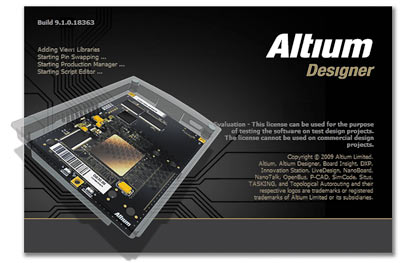 Build 9.1.0.18363
Altium
Designer
Adding View: Libraries
Starting Pin Swapping ...
Starting Production Manager ...
Starting Script Editor ...
Evaluation - This license can be used for the purpose
of testing the software on test design projects.
The license cannot be used on commercial design
projects.
Copyright © 2009 Altium Limited.
Altium, Altium Designer, Board Insight, DXP,
Innovation Station, LiveDesign, NanoBoard,
NanoTalk, OpenBus, P-CAD, SimCode, Situs,
TASKING, and Topological Autorouting and their
respective logos are trademarks or registered
trademarks of Altium Limited or its subsidiaries.
Altium